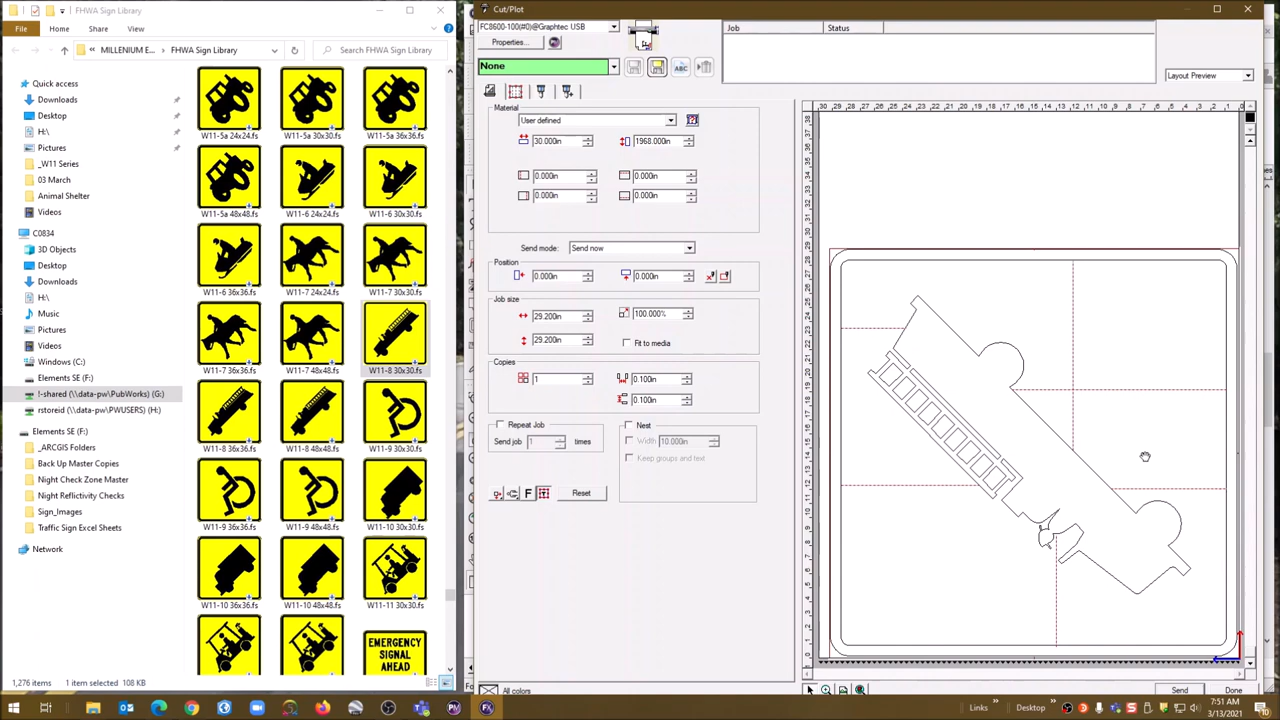 FHWA Sign Library
File
Home
Share
View
MILLENIUM E...
FHWA Sign Library
Search FHWA Sign Library
Quick access
Downloads
Desktop
H:\
Pictures
_W11 Series
03 March
Animal Shelter
Videos
C0834
3D Objects
Desktop
Downloads
H:\
Music
Pictures
Videos
Windows (C:)
Elements SE (F:)
!-shared (\\data-pw\PubWorks) (G:)
rstoreid (\\data-pw\PWUSERS) (H:)
Elements SE (F:)
_ARCGIS Folders
Back Up Master Copies
Night Check Zone Master
Night Reflictivity Checks
Sign_Images
Traffic Sign Excel Sheets
Network
W11-5a 24x24.fs W11-5a 30x30.fs W11-5a 36x36.fs
W11-5a 48x48.fs W11-6 24x24.fs W11-6 30x30.fs
W11-6 36x36.fs W11-7 24x24.fs W11-7 30x30.fs
W11-7 36x36.fs W11-7 48x48.fs W11-8 30x30.fs
W11-8 36x36.fs W11-8 48x48.fs W11-9 30x30.fs
W11-9 36x36.fs W11-9 48x48.fs W11-10 30x30.fs
W11-10 36x36.fs W11-10 48x48.fs W11-11 30x30.fs
EMERGENCY
SIGNAL
AHEAD
1,276 items 1 item selected 108 KB
Cut/Plot
FC8600-100(#0)@Graphtec USB
Properties...
None
ABC
Job Status
Layout Preview
Material
User defined
30.000in 1968.000in
0.000in 0.000in
0.000in 0.000in
Send mode: Send now
Position
0.000in 0.000in
Job size
29.200in 100.000%
29.200in Fit to media
Copies
1 0.100in
0.100in
Repeat Job
Send job 1 times
Nest
Width 10.000in
Keep groups and text
F
Reset
All colors
Send
Done
Links
Desktop
7:51 AM
3/13/2021